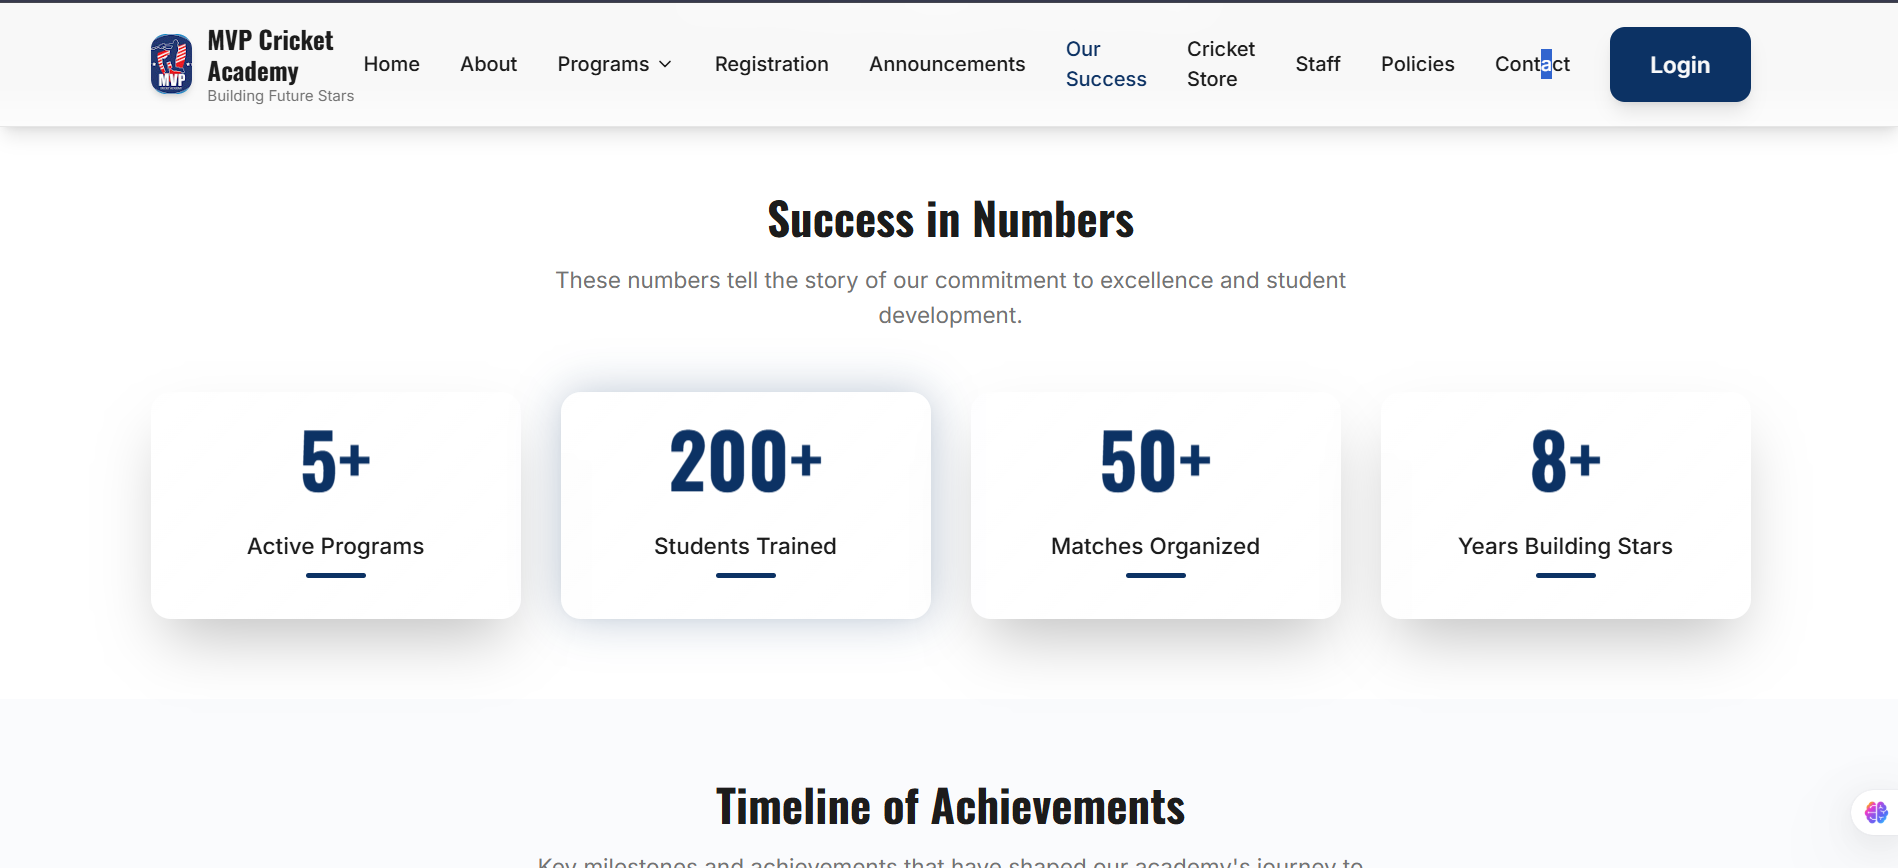 MVP Cricket
Academy
Building Future Stars
MVP
Home
About
Programs
Registration
Announcements
Our
Success
Cricket
Store
Staff
Policies
Contact
Login
Success in Numbers
These numbers tell the story of our commitment to excellence and student
development.
5+
Active Programs
200+
Students Trained
50+
Matches Organized
8+
Years Building Stars
Timeline of Achievements
Key milestones and achievements that have shaped our academy's journey to